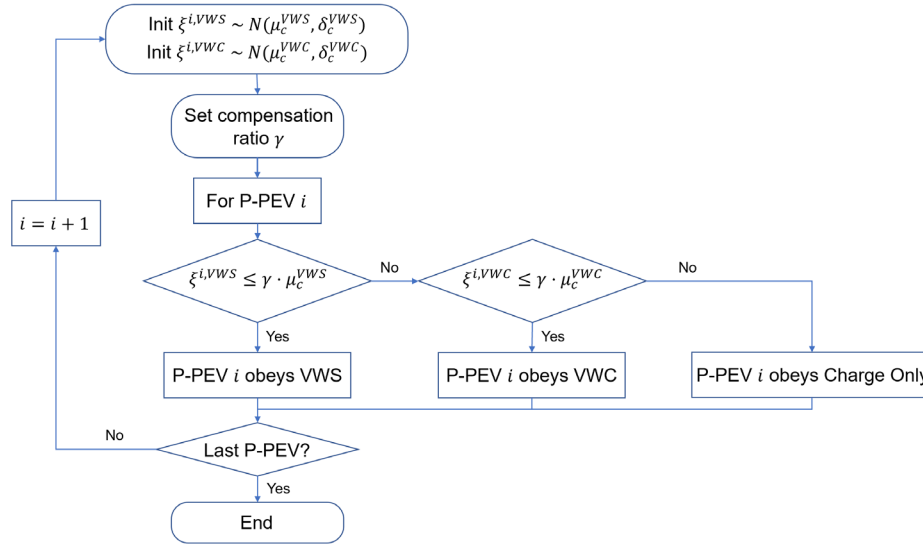 Init ξ^{i,VWS} ~ N(μ_c^{VWS}, δ_c^{VWS})
Init ξ^{i,VWC} ~ N(μ_c^{VWC}, δ_c^{VWC})
Set compensation
ratio γ
For P-PEV i
i = i + 1
ξ^{i,VWS} ≤ γ · μ_c^{VWS}
No
ξ^{i,VWC} ≤ γ · μ_c^{VWC}
No
Yes
Yes
P-PEV i obeys VWS
P-PEV i obeys VWC
P-PEV i obeys Charge Only
No
Last P-PEV?
Yes
End